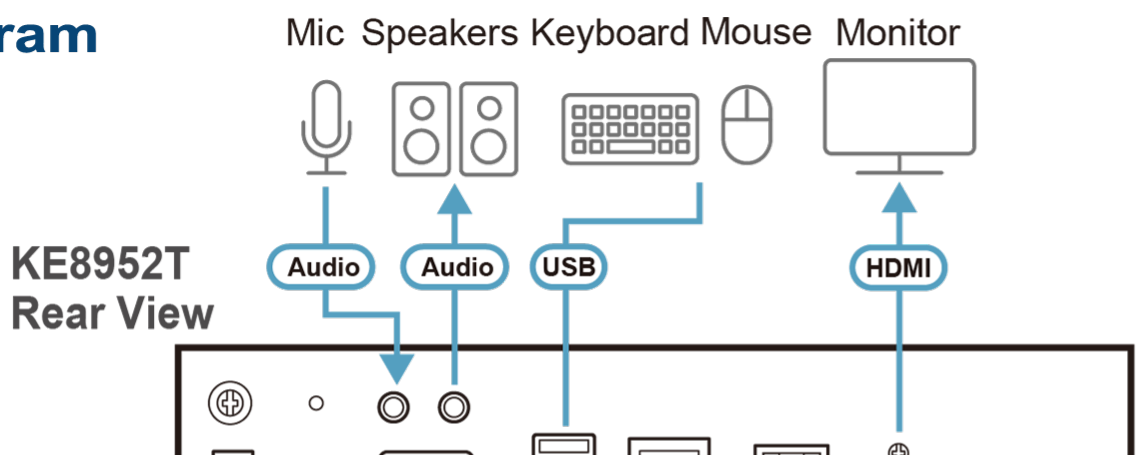 ram
Mic Speakers Keyboard Mouse Monitor
KE8952T
Rear View
Audio Audio USB HDMI